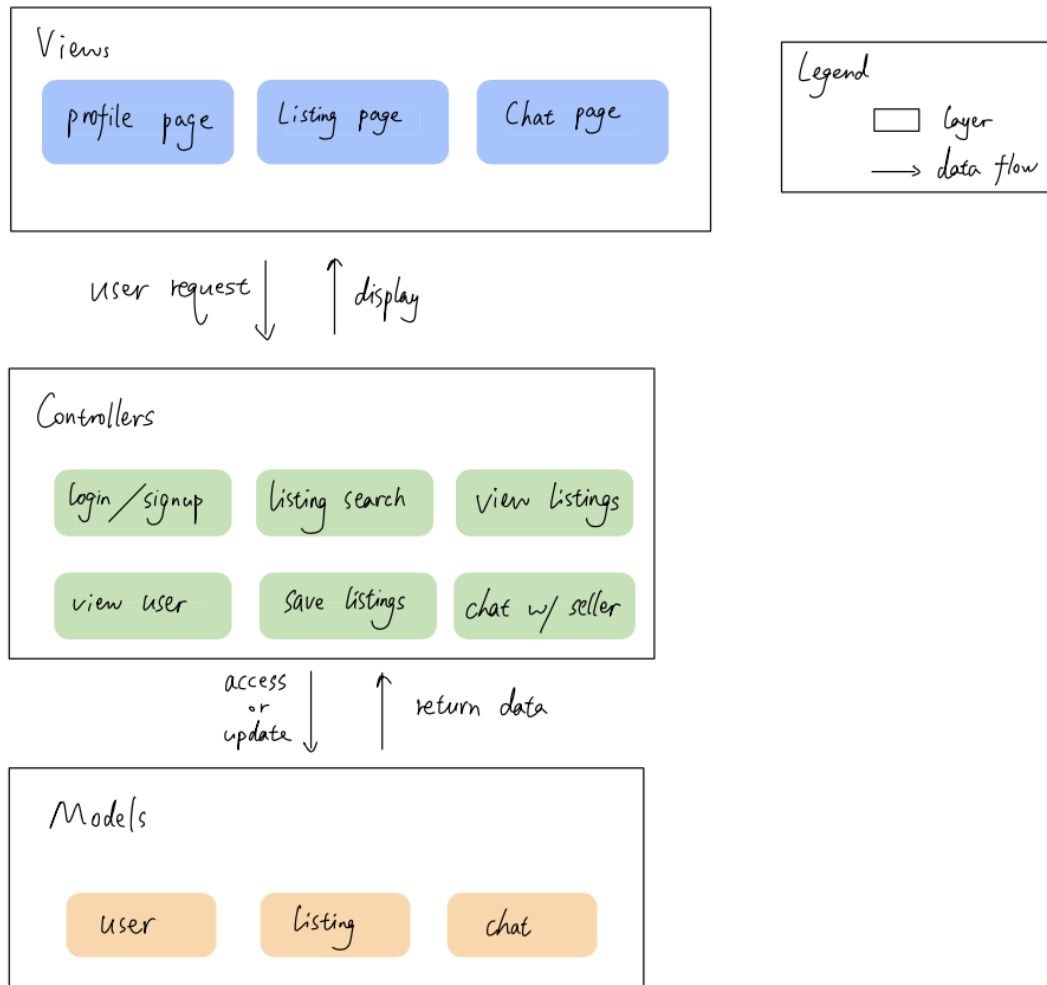 Views
profile page
Listing page
Chat page
Legend
layer
data flow
user request
display
Controllers
login/signup
listing search
view listings
view user
save listings
chat w/ seller
access
or
update
return data
Models
user
listing
chat